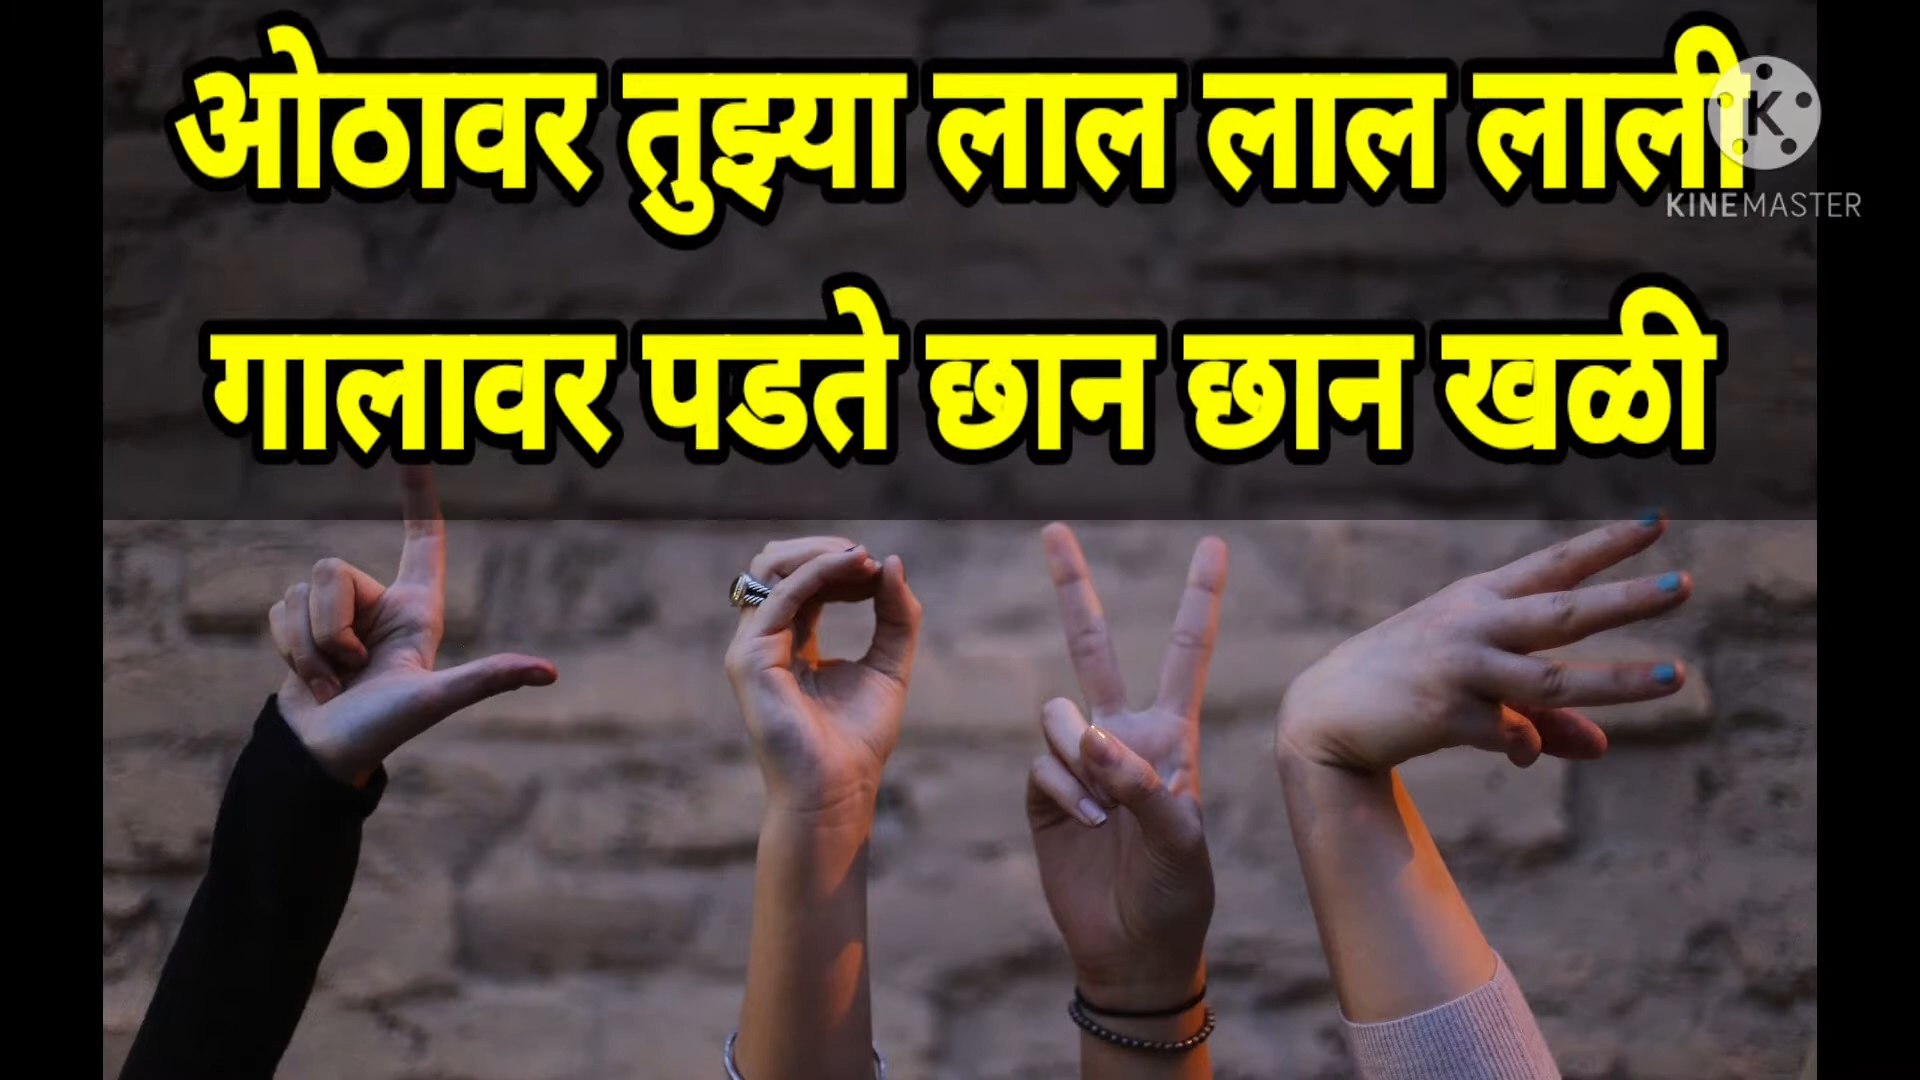 ओठावर तुझ्या लाल लाल लाली
K
KINEMASTER
गालावर पडते छान छान खळी